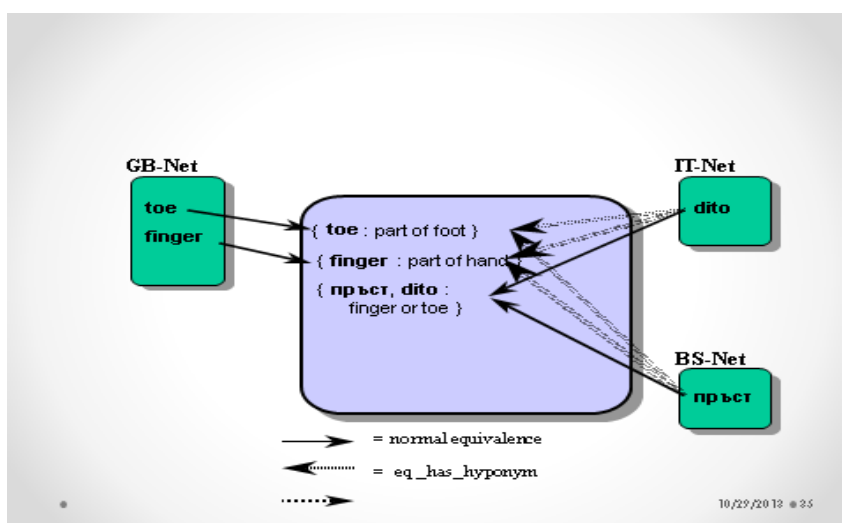 GB-Net
toe
finger
{ toe : part of foot }
{ finger : part of hand }
{ пръст, dito :
finger or toe }
IT-Net
dito
BS-Net
пръст
= normal equivalence
= eq_has_hyponym
10/29/2013 35